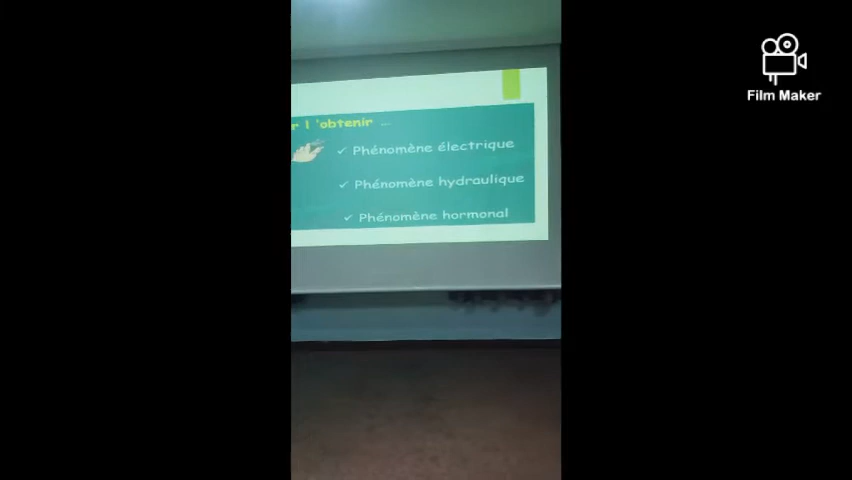 Film Maker
r l 'obtenir ...
✓ Phénomène électrique
✓ Phénomène hydraulique
✓ Phénomène hormonal